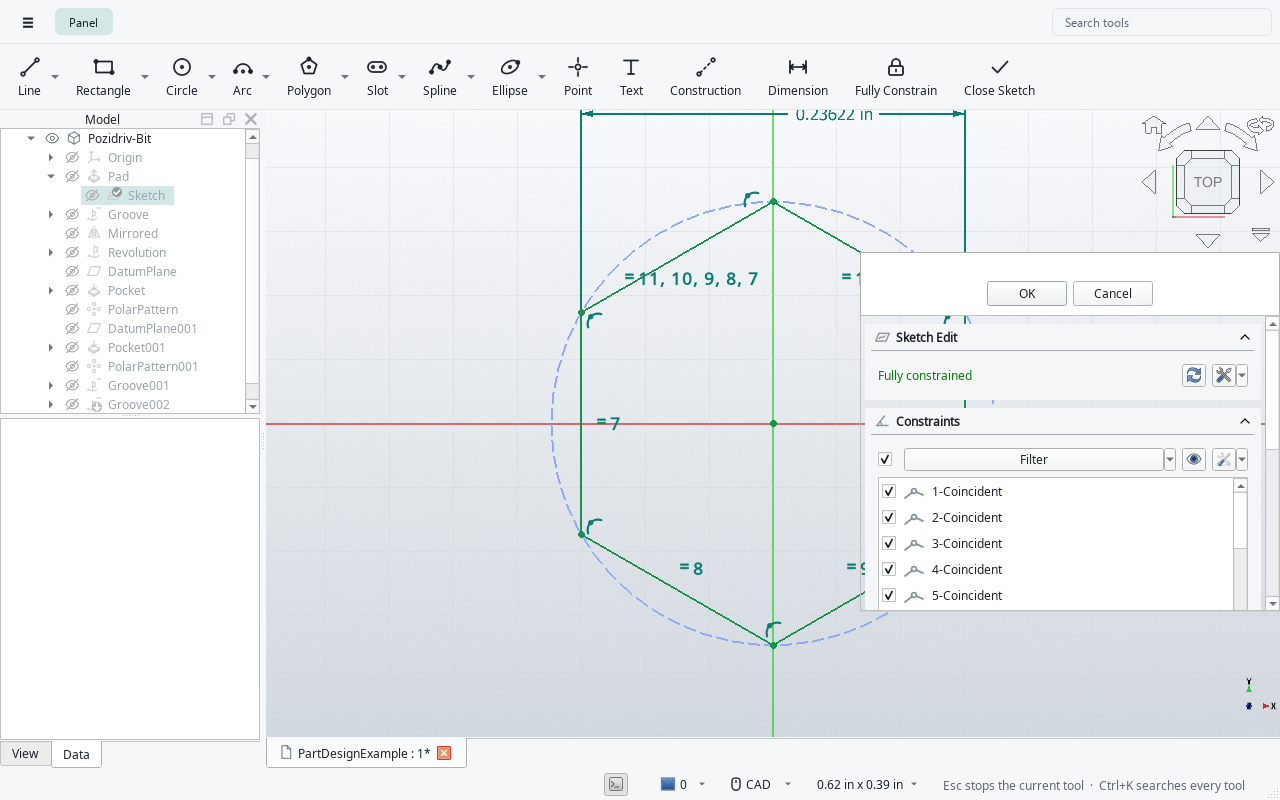 Panel
Search tools
Line
Rectangle
Circle
Arc
Polygon
Slot
Spline
Ellipse
Point
Text
Construction
Dimension
Fully Constrain
Close Sketch
Model
Pozidriv-Bit
Origin
Pad
Sketch
Groove
Mirrored
Revolution
DatumPlane
Pocket
PolarPattern
DatumPlane001
Pocket001
PolarPattern001
Groove001
Groove002
View
Data
0.23622 in
=11, 10, 9, 8, 7
=1
=7
=8
=9
TOP
OK
Cancel
Sketch Edit
Fully constrained
Constraints
Filter
1-Coincident
2-Coincident
3-Coincident
4-Coincident
5-Coincident
Y
X
PartDesignExample : 1*
0
CAD
0.62 in x 0.39 in
Esc stops the current tool · Ctrl+K searches every tool